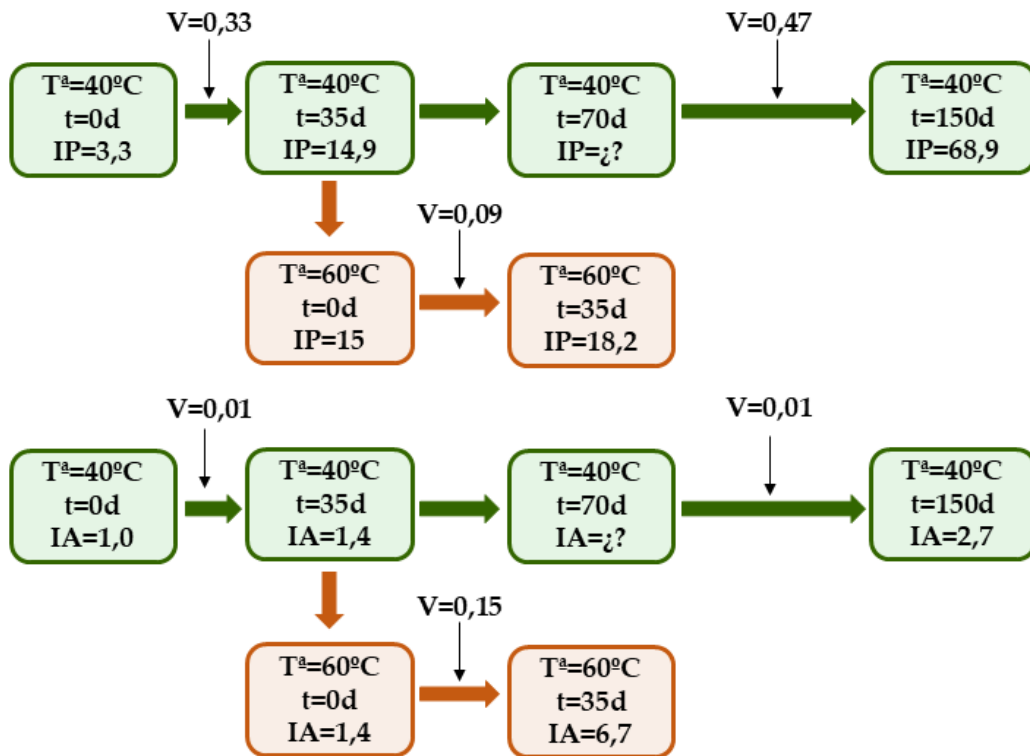 V=0,33
V=0,47
Tª=40ºC
t=0d
IP=3,3
Tª=40ºC
t=35d
IP=14,9
Tª=40ºC
t=70d
IP=¿?
Tª=40ºC
t=150d
IP=68,9
V=0,09
Tª=60ºC
t=0d
IP=15
Tª=60ºC
t=35d
IP=18,2
V=0,01
V=0,01
Tª=40ºC
t=0d
IA=1,0
Tª=40ºC
t=35d
IA=1,4
Tª=40ºC
t=70d
IA=¿?
Tª=40ºC
t=150d
IA=2,7
V=0,15
Tª=60ºC
t=0d
IA=1,4
Tª=60ºC
t=35d
IA=6,7